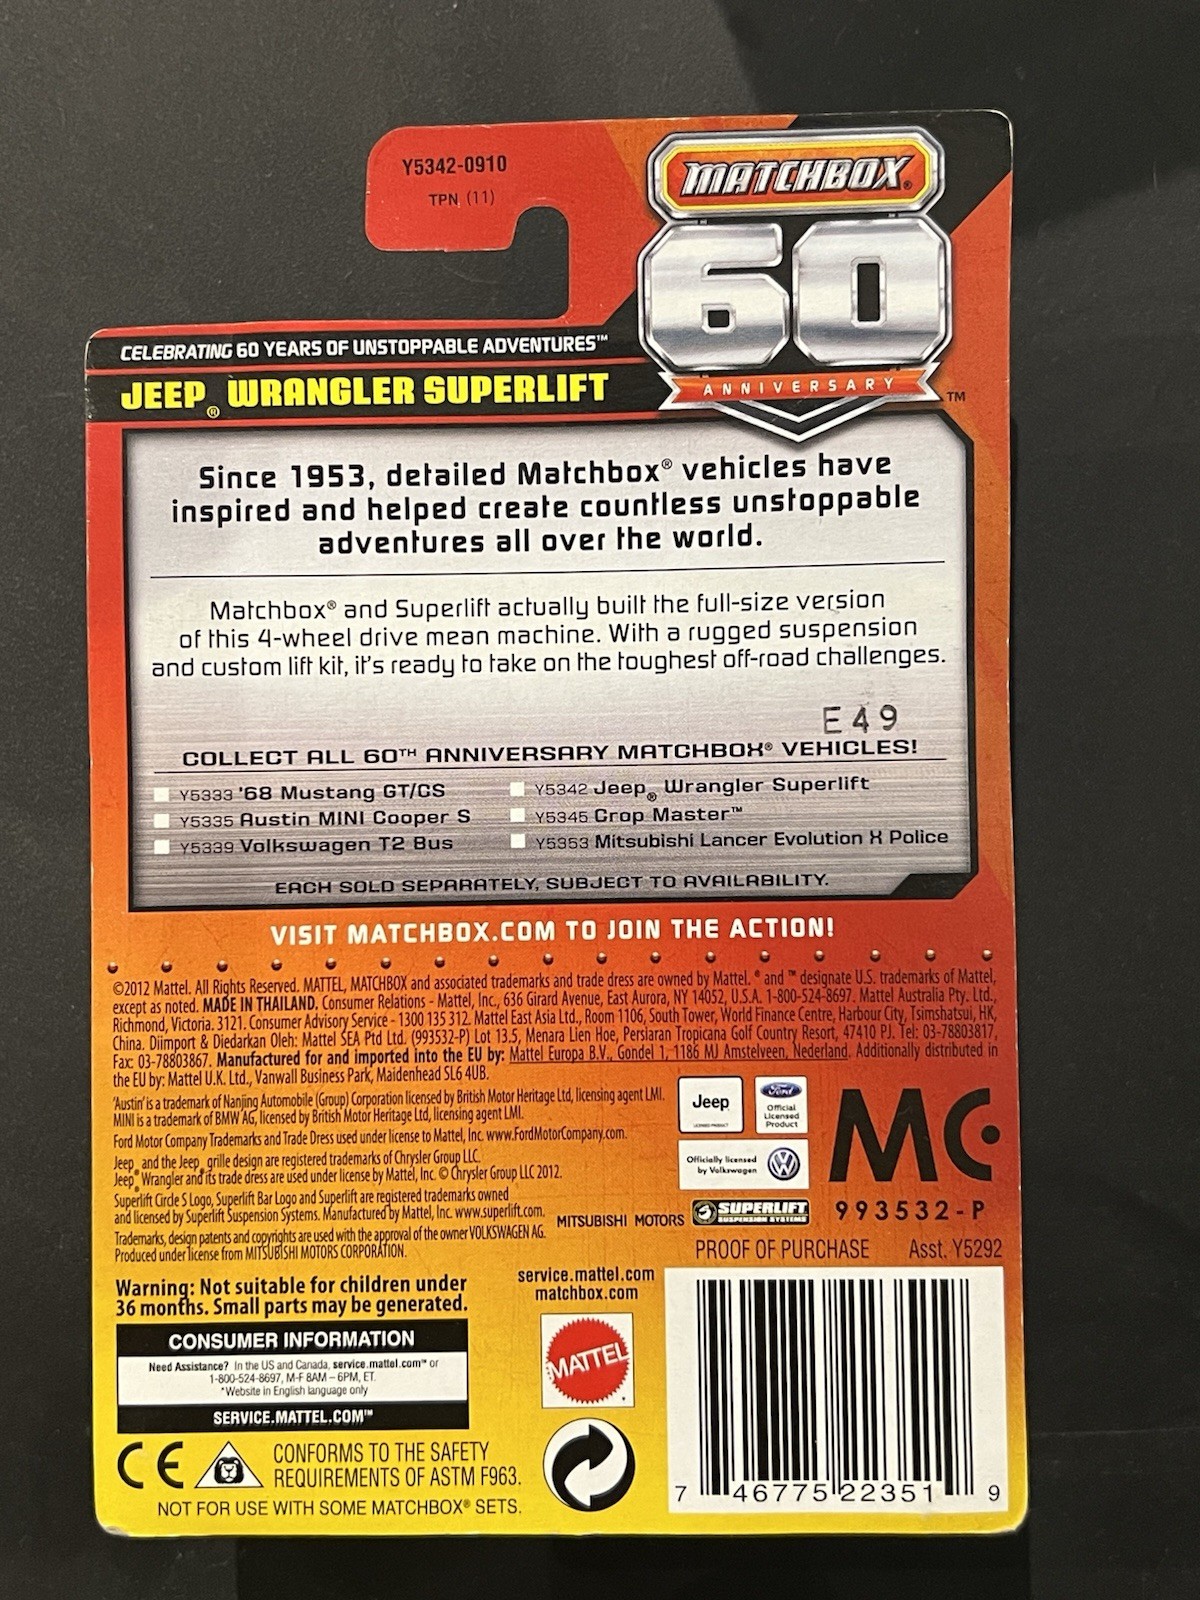 Y5342-0910
TPN (11)
MATCHBOX®
60
ANNIVERSARY™
CELEBRATING 60 YEARS OF UNSTOPPABLE ADVENTURES™
JEEP® WRANGLER SUPERLIFT
Since 1953, detailed Matchbox® vehicles have
inspired and helped create countless unstoppable
adventures all over the world.
Matchbox® and Superlift actually built the full-size version
of this 4-wheel drive mean machine. With a rugged suspension
and custom lift kit, it's ready to take on the toughest off-road challenges.
E49
COLLECT ALL 60TH ANNIVERSARY MATCHBOX® VEHICLES!
Y5333 '68 Mustang GT/CS
Y5335 Austin MINI Cooper S
Y5339 Volkswagen T2 Bus
Y5342 Jeep® Wrangler Superlift
Y5345 Crop Master™
Y5353 Mitsubishi Lancer Evolution X Police
EACH SOLD SEPARATELY, SUBJECT TO AVAILABILITY.
VISIT MATCHBOX.COM TO JOIN THE ACTION!
©2012 Mattel. All Rights Reserved. MATTEL, MATCHBOX and associated trademarks and trade dress are owned by Mattel. ® and ™ designate U.S. trademarks of Mattel,
except as noted. MADE IN THAILAND. Consumer Relations - Mattel, Inc., 636 Girard Avenue, East Aurora, NY 14052, U.S.A. 1-800-524-8697. Mattel Australia Pty. Ltd.,
Richmond, Victoria. 3121. Consumer Advisory Service - 1300 135 312. Mattel East Asia Ltd., Room 1106, South Tower, World Finance Centre, Harbour City, Tsimshatsui, HK,
China. Diimport & Diedarkan Oleh: Mattel SEA Ptd Ltd. (993532-P) Lot 13.5, Menara Lien Hoe, Persiaran Tropicana Golf Country Resort, 47410 PJ. Tel: 03-78803817,
Fax: 03-78803867. Manufactured for and imported into the EU by: Mattel Europa B.V., Gondel 1, 1186 MJ Amstelveen, Nederland. Additionally distributed in
the EU by: Mattel U.K. Ltd., Vanwall Business Park, Maidenhead SL6 4UB.
'Austin' is a trademark of Nanjing Automobile (Group) Corporation licensed by British Motor Heritage Ltd, licensing agent LMI.
MINI is a trademark of BMW AG, licensed by British Motor Heritage Ltd, licensing agent LMI.
Ford Motor Company Trademarks and Trade Dress used under license to Mattel, Inc. www.FordMotorCompany.com.
Jeep® and the Jeep® grille design are registered trademarks of Chrysler Group LLC.
Jeep® Wrangler and its trade dress are used under license by Mattel, Inc. © Chrysler Group LLC 2012.
Superlift Circle S Logo, Superlift Bar Logo and Superlift are registered trademarks owned
and licensed by Superlift Suspension Systems. Manufactured by Mattel, Inc. www.superlift.com.
Trademarks, design patents and copyrights are used with the approval of the owner VOLKSWAGEN AG.
Produced under license from MITSUBISHI MOTORS CORPORATION.
Jeep
LICENSED PRODUCT
Ford
Official
Licensed
Product
Officially licensed
by Volkswagen
MITSUBISHI MOTORS
SUPERLIFT
SUSPENSION SYSTEMS
MC
993532-P
PROOF OF PURCHASE Asst. Y5292
Warning: Not suitable for children under
36 months. Small parts may be generated.
CONSUMER INFORMATION
Need Assistance? In the US and Canada, service.mattel.com™ or
1-800-524-8697, M-F 8AM – 6PM, ET.
*Website in English language only
SERVICE.MATTEL.COM™
service.mattel.com
matchbox.com
MATTEL
CE
CONFORMS TO THE SAFETY
REQUIREMENTS OF ASTM F963.
NOT FOR USE WITH SOME MATCHBOX® SETS.
7 46775 22351 9